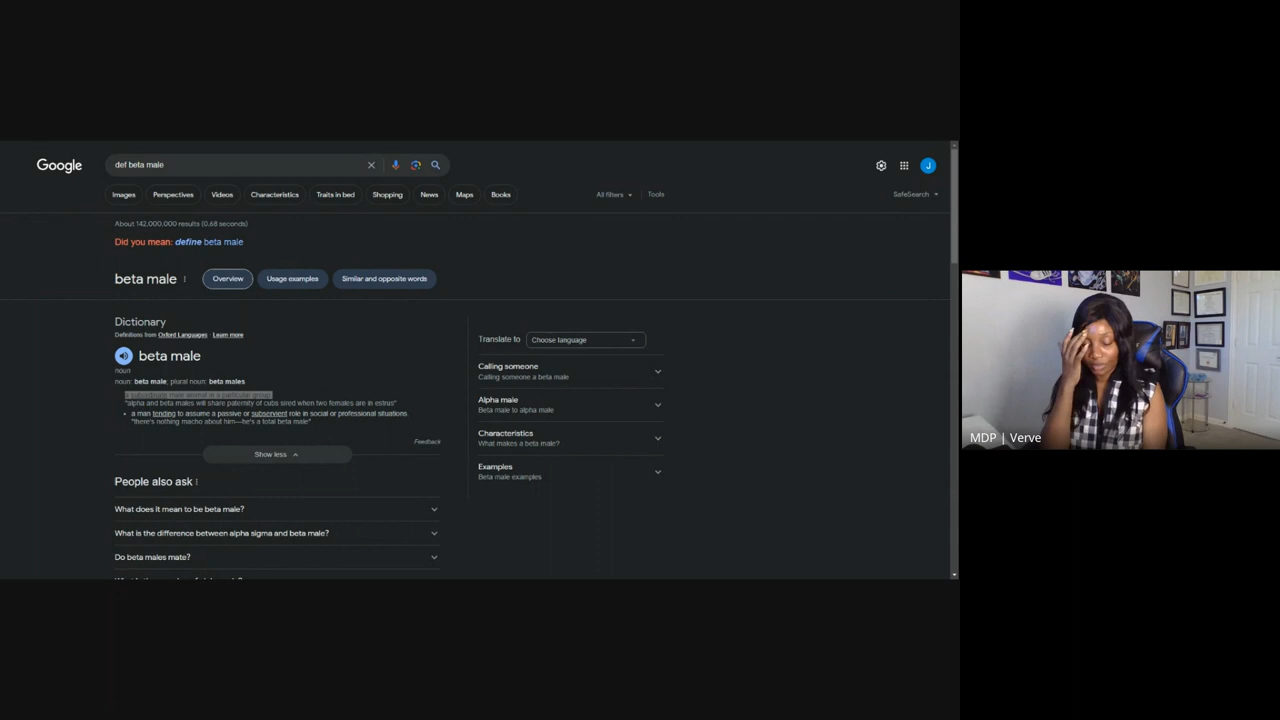 Google
def beta male
J
Images
Perspectives
Videos
Characteristics
Traits in bed
Shopping
News
Maps
Books
All filters
Tools
SafeSearch
About 142,000,000 results (0.68 seconds)
Did you mean: define beta male
beta male
Overview
Usage examples
Similar and opposite words
Dictionary
Definitions from Oxford Languages · Learn more
beta male
noun
noun: beta male; plural noun: beta males
a subordinate male animal in a particular group.
"alpha and beta males will share paternity of cubs sired when two females are in estrus"
• a man tending to assume a passive or subservient role in social or professional situations.
"there's nothing macho about him—he's a total beta male"
Feedback
Show less
Translate to
Choose language
Calling someone
Calling someone a beta male
Alpha male
Beta male to alpha male
Characteristics
What makes a beta male?
Examples
Beta male examples
People also ask
What does it mean to be beta male?
What is the difference between alpha sigma and beta male?
Do beta males mate?
MDP | Verve